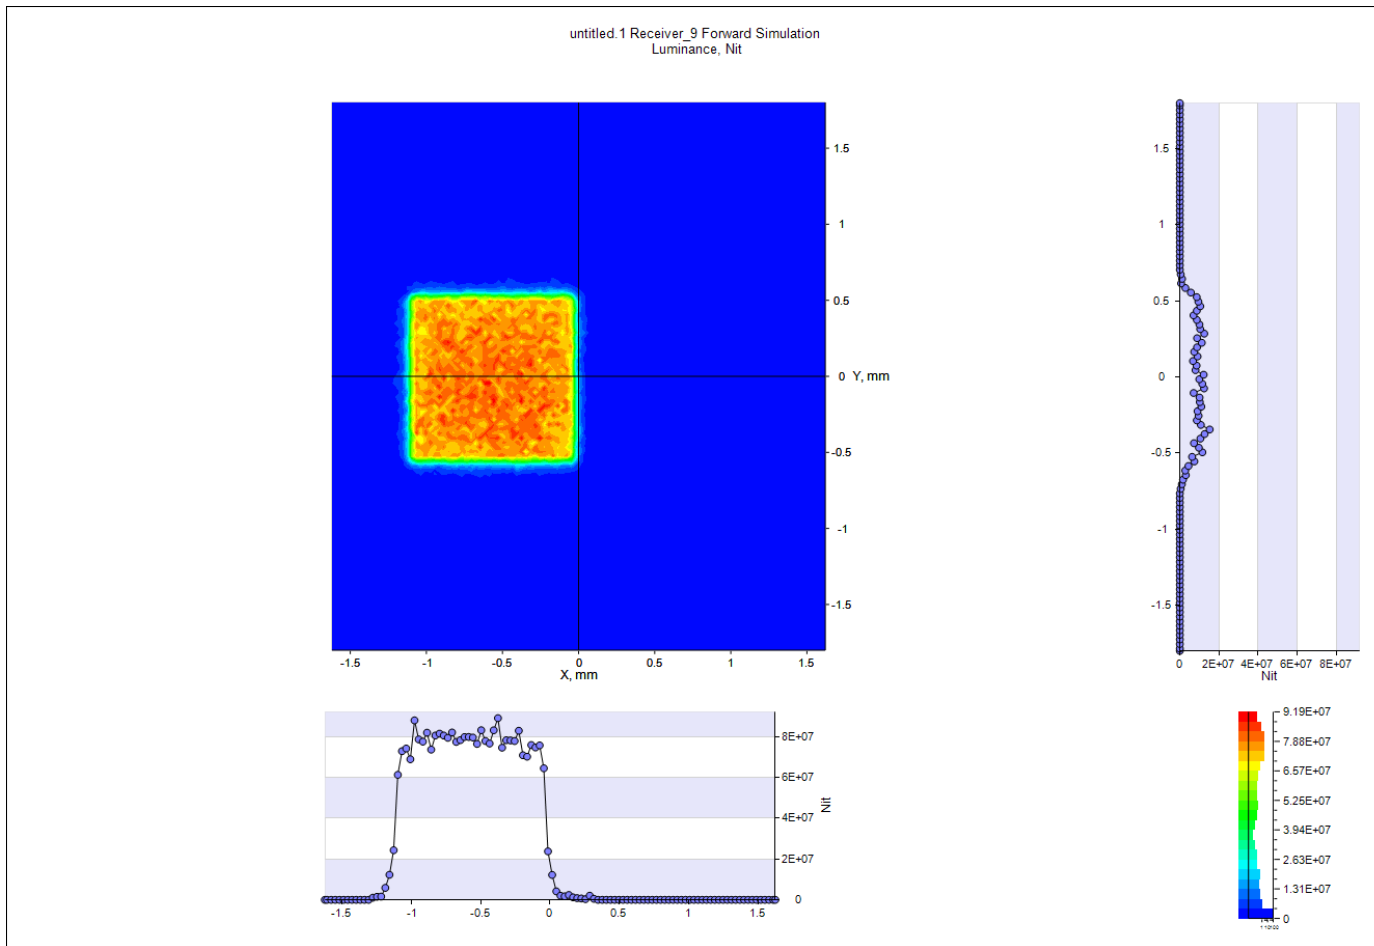 untitled.1 Receiver_9 Forward Simulation
Luminance, Nit
1.5
1
0.5
0 Y, mm
-0.5
-1
-1.5
-1.5 -1 -0.5 0 0.5 1 1.5
X, mm
1.5
1
0.5
0
-0.5
-1
-1.5
0 2E+07 4E+07 6E+07 8E+07
Nit
8E+07
6E+07
4E+07
2E+07
0
Nit
-1.5 -1 -0.5 0 0.5 1 1.5
9.19E+07
7.88E+07
6.57E+07
5.25E+07
3.94E+07
2.63E+07
1.31E+07
0